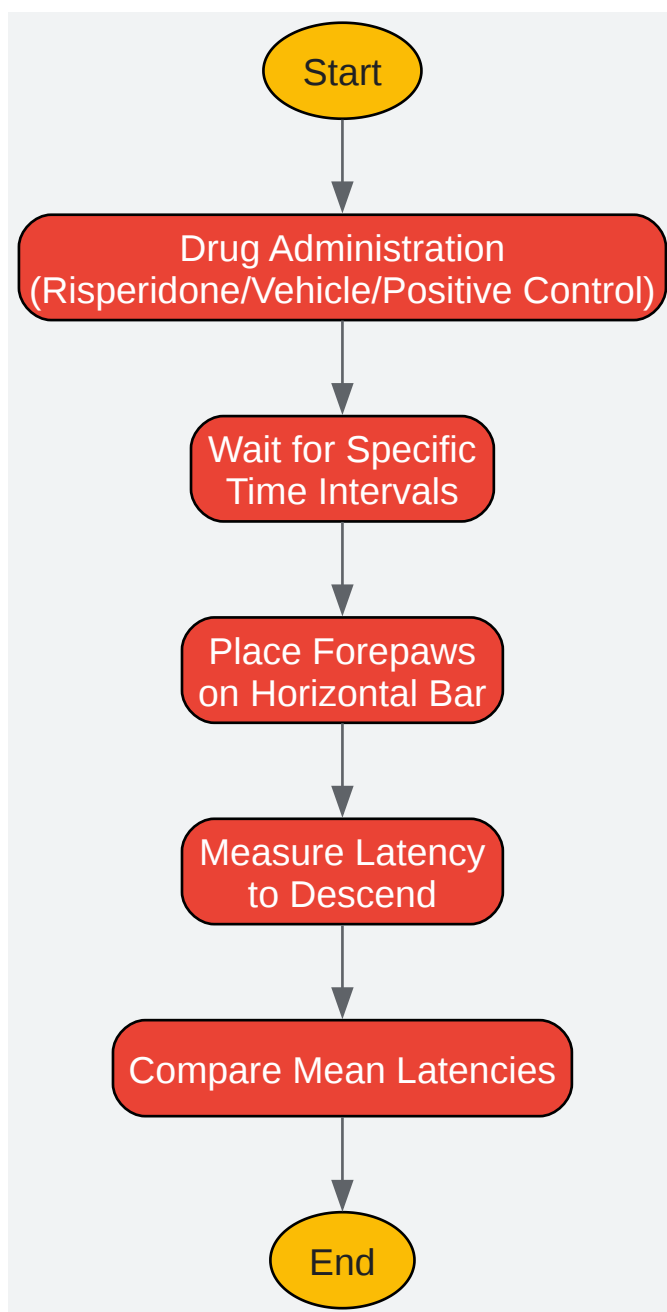 Start
Drug Administration
(Risperidone/Vehicle/Positive Control)
Wait for Specific
Time Intervals
Place Forepaws
on Horizontal Bar
Measure Latency
to Descend
Compare Mean Latencies
End